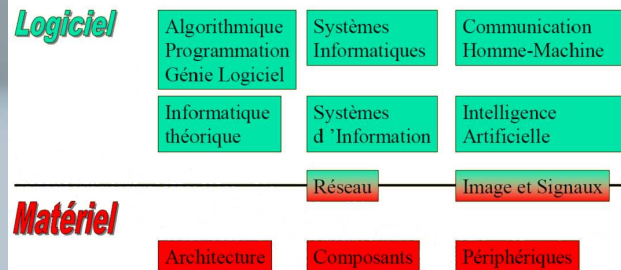 Logiciel
Algorithmique
Programmation
Génie Logiciel
Systèmes
Informatiques
Communication
Homme-Machine
Informatique
théorique
Systèmes
d ’Information
Intelligence
Artificielle
Réseau
Image et Signaux
Matériel
Architecture
Composants
Périphériques